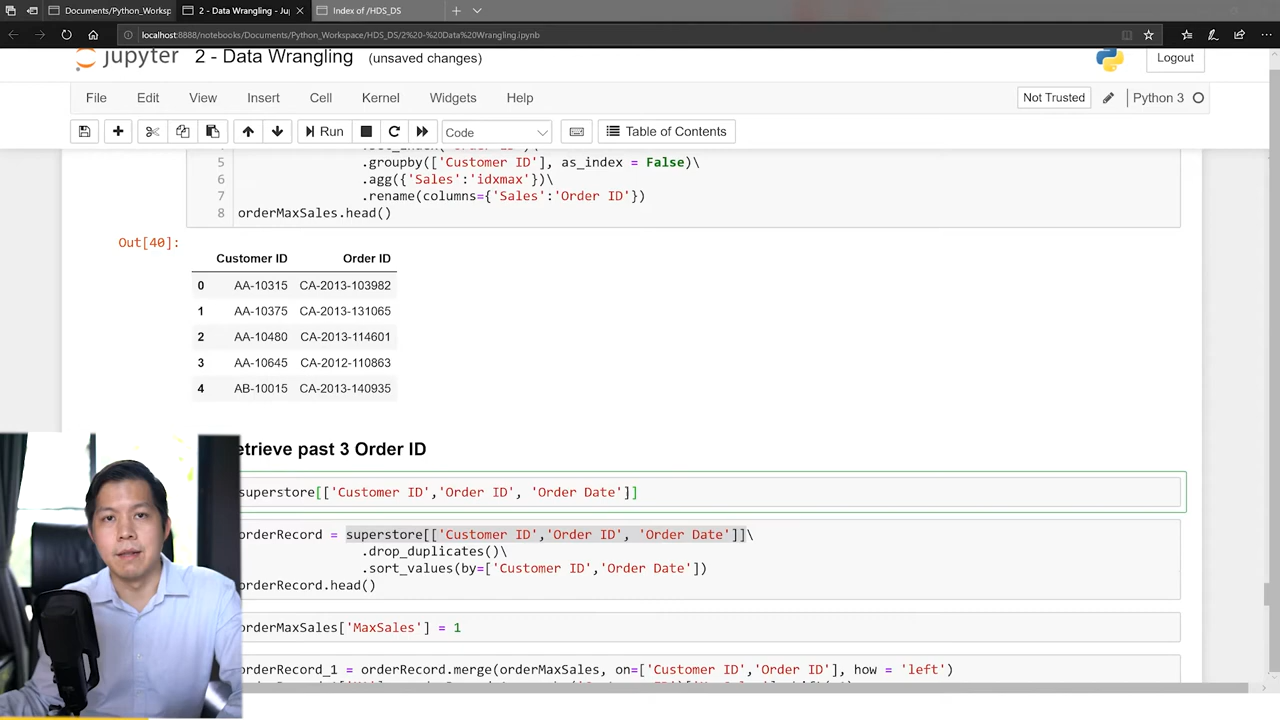 Documents/Python_Worksp
2 - Data Wrangling - Ju
Index of /HDS_DS
localhost:8888/notebooks/Documents/Python_Workspace/HDS_DS/2%20-%20Data%20Wrangling.ipynb
jupyter 2 - Data Wrangling (unsaved changes)
Logout
File Edit View Insert Cell Kernel Widgets Help
Not Trusted Python 3
Run Code Table of Contents
5 .groupby(['Customer ID'], as_index = False)\
6 .agg({'Sales':'idxmax'})\
7 .rename(columns={'Sales':'Order ID'})
8 orderMaxSales.head()
Out[40]:
Customer ID Order ID
0 AA-10315 CA-2013-103982
1 AA-10375 CA-2013-131065
2 AA-10480 CA-2013-114601
3 AA-10645 CA-2012-110863
4 AB-10015 CA-2013-140935
etrieve past 3 Order ID
superstore[['Customer ID','Order ID', 'Order Date']]
orderRecord = superstore[['Customer ID','Order ID', 'Order Date']]\
.drop_duplicates()\
.sort_values(by=['Customer ID','Order Date'])
orderRecord.head()
orderMaxSales['MaxSales'] = 1
orderRecord_1 = orderRecord.merge(orderMaxSales, on=['Customer ID','Order ID'], how = 'left')